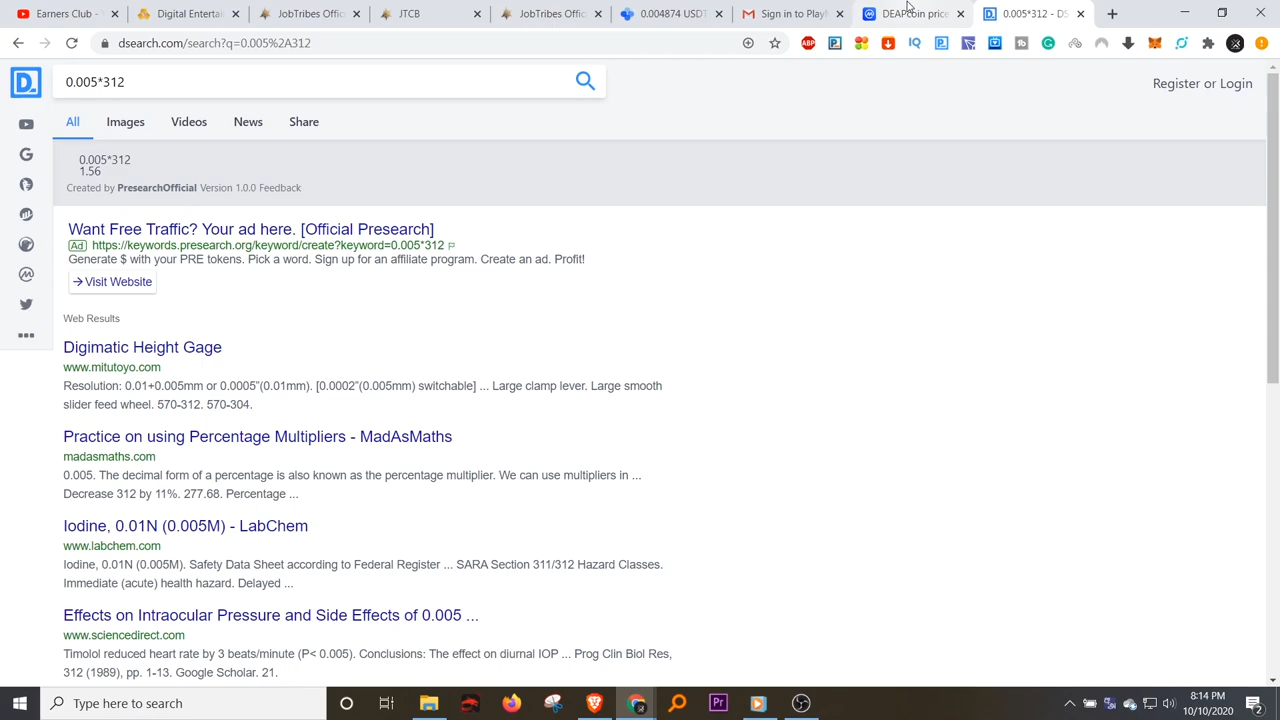 Earners Club - Y
Digital Entertai
JobTribes Offic
JTCB
JobTribes Offic
0.004874 USDT
Sign in to Play
DEAPcoin price
0.005*312 - DS
dsearch.com/search?q=0.005%2A312
0.005*312
Register or Login
All
Images
Videos
News
Share
0.005*312
1.56
Created by PresearchOfficial Version 1.0.0 Feedback
Want Free Traffic? Your ad here. [Official Presearch]
Ad https://keywords.presearch.org/keyword/create?keyword=0.005*312
Generate $ with your PRE tokens. Pick a word. Sign up for an affiliate program. Create an ad. Profit!
Visit Website
Web Results
Digimatic Height Gage
www.mitutoyo.com
Resolution: 0.01+0.005mm or 0.0005"(0.01mm). [0.0002"(0.005mm) switchable] ... Large clamp lever. Large smooth
slider feed wheel. 570-312. 570-304.
Practice on using Percentage Multipliers - MadAsMaths
madasmaths.com
0.005. The decimal form of a percentage is also known as the percentage multiplier. We can use multipliers in ...
Decrease 312 by 11%. 277.68. Percentage ...
Iodine, 0.01N (0.005M) - LabChem
www.labchem.com
Iodine, 0.01N (0.005M). Safety Data Sheet according to Federal Register ... SARA Section 311/312 Hazard Classes.
Immediate (acute) health hazard. Delayed ...
Effects on Intraocular Pressure and Side Effects of 0.005 ...
www.sciencedirect.com
Timolol reduced heart rate by 3 beats/minute (P< 0.005). Conclusions: The effect on diurnal IOP ... Prog Clin Biol Res,
312 (1989), pp. 1-13. Google Scholar. 21.
Type here to search
8:14 PM
10/10/2020